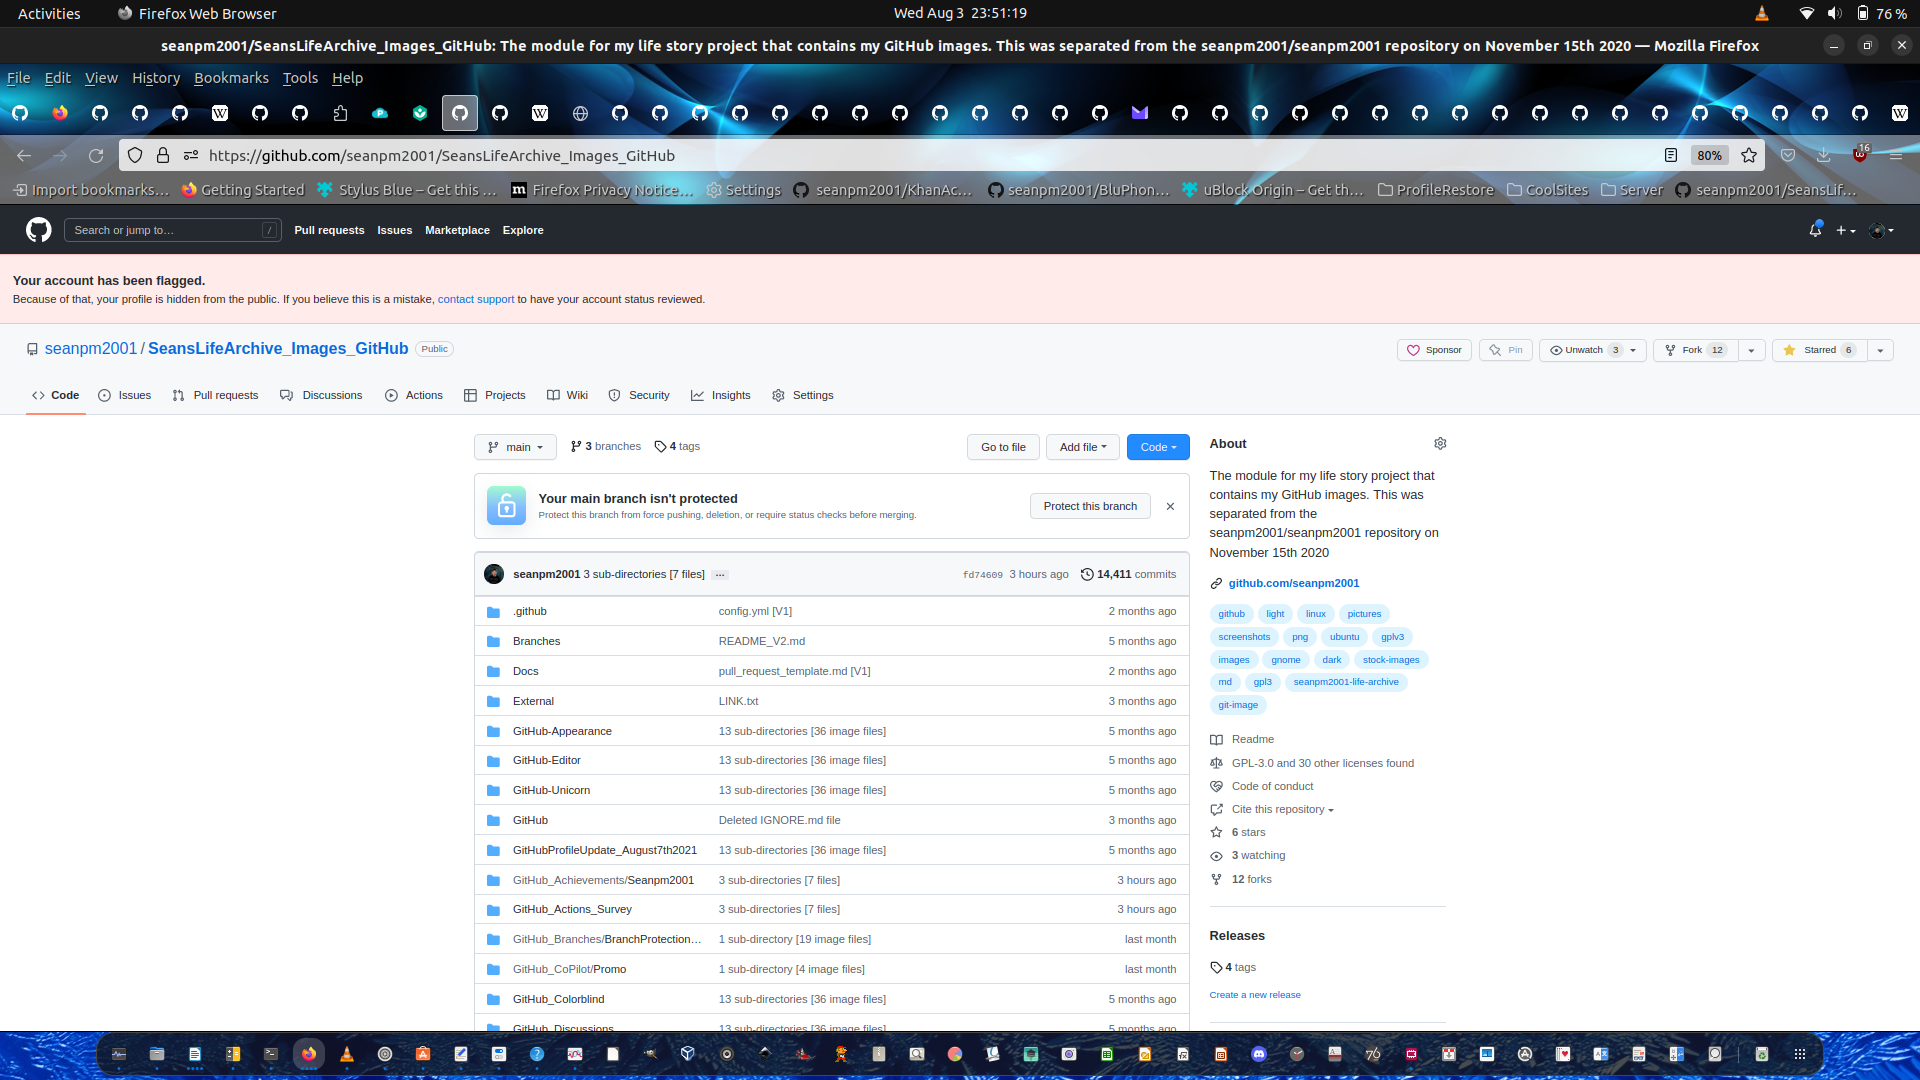 Activities
Firefox Web Browser
Wed Aug 3 23:51:19
76 %
seanpm2001/SeansLifeArchive_Images_GitHub: The module for my life story project that contains my GitHub images. This was separated from the seanpm2001/seanpm2001 repository on November 15th 2020 — Mozilla Firefox
File Edit View History Bookmarks Tools Help
https://github.com/seanpm2001/SeansLifeArchive_Images_GitHub
80%
16
Import bookmarks… Getting Started Stylus Blue – Get this … Firefox Privacy Notice… Settings seanpm2001/KhanAc… seanpm2001/BluPhon… uBlock Origin – Get th… ProfileRestore CoolSites Server seanpm2001/SeansLif…
Search or jump to… /
Pull requests Issues Marketplace Explore
Your account has been flagged.
Because of that, your profile is hidden from the public. If you believe this is a mistake, contact support to have your account status reviewed.
seanpm2001 / SeansLifeArchive_Images_GitHub Public
Sponsor Pin Unwatch 3 Fork 12 Starred 6
Code Issues Pull requests Discussions Actions Projects Wiki Security Insights Settings
main 3 branches 4 tags
Go to file Add file Code
Your main branch isn't protected
Protect this branch from force pushing, deletion, or require status checks before merging.
Protect this branch
seanpm2001 3 sub-directories [7 files] …
fd74609 3 hours ago 14,411 commits
.github config.yml [V1] 2 months ago
Branches README_V2.md 5 months ago
Docs pull_request_template.md [V1] 2 months ago
External LINK.txt 3 months ago
GitHub-Appearance 13 sub-directories [36 image files] 5 months ago
GitHub-Editor 13 sub-directories [36 image files] 5 months ago
GitHub-Unicorn 13 sub-directories [36 image files] 5 months ago
GitHub Deleted IGNORE.md file 3 months ago
GitHubProfileUpdate_August7th2021 13 sub-directories [36 image files] 5 months ago
GitHub_Achievements/Seanpm2001 3 sub-directories [7 files] 3 hours ago
GitHub_Actions_Survey 3 sub-directories [7 files] 3 hours ago
GitHub_Branches/BranchProtection… 1 sub-directory [19 image files] last month
GitHub_CoPilot/Promo 1 sub-directory [4 image files] last month
GitHub_Colorblind 13 sub-directories [36 image files] 5 months ago
GitHub_Discussions 13 sub-directories [36 image files] 5 months ago
About
The module for my life story project that
contains my GitHub images. This was
separated from the
seanpm2001/seanpm2001 repository on
November 15th 2020
github.com/seanpm2001
github light linux pictures
screenshots png ubuntu gplv3
images gnome dark stock-images
md gpl3 seanpm2001-life-archive
git-image
Readme
GPL-3.0 and 30 other licenses found
Code of conduct
Cite this repository
6 stars
3 watching
12 forks
Releases
4 tags
Create a new release